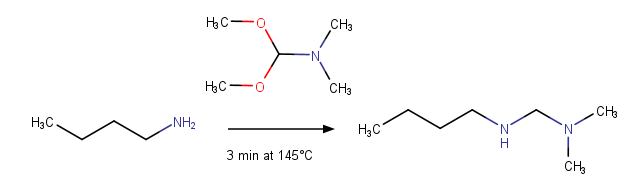 H3C O CH3
N
H3C O CH3
H3C NH2
3 min at 145°C
H3C N H N CH3
CH3